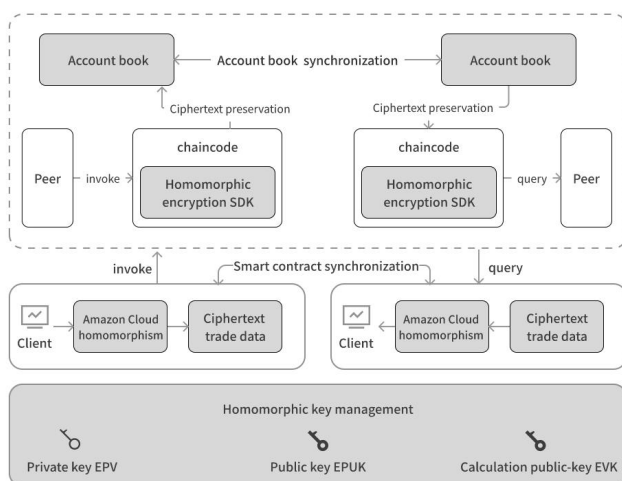 Account book
Account book synchronization
Account book
Ciphertext preservation
Ciphertext preservation
Peer
invoke
chaincode
Homomorphic
encryption SDK
chaincode
Homomorphic
encryption SDK
query
Peer
invoke
Smart contract synchronization
query
Client
Amazon Cloud
homomorphism
Ciphertext
trade data
Client
Amazon Cloud
homomorphism
Ciphertext
trade data
Homomorphic key management
Private key EPV
Public key EPUK
Calculation public-key EVK